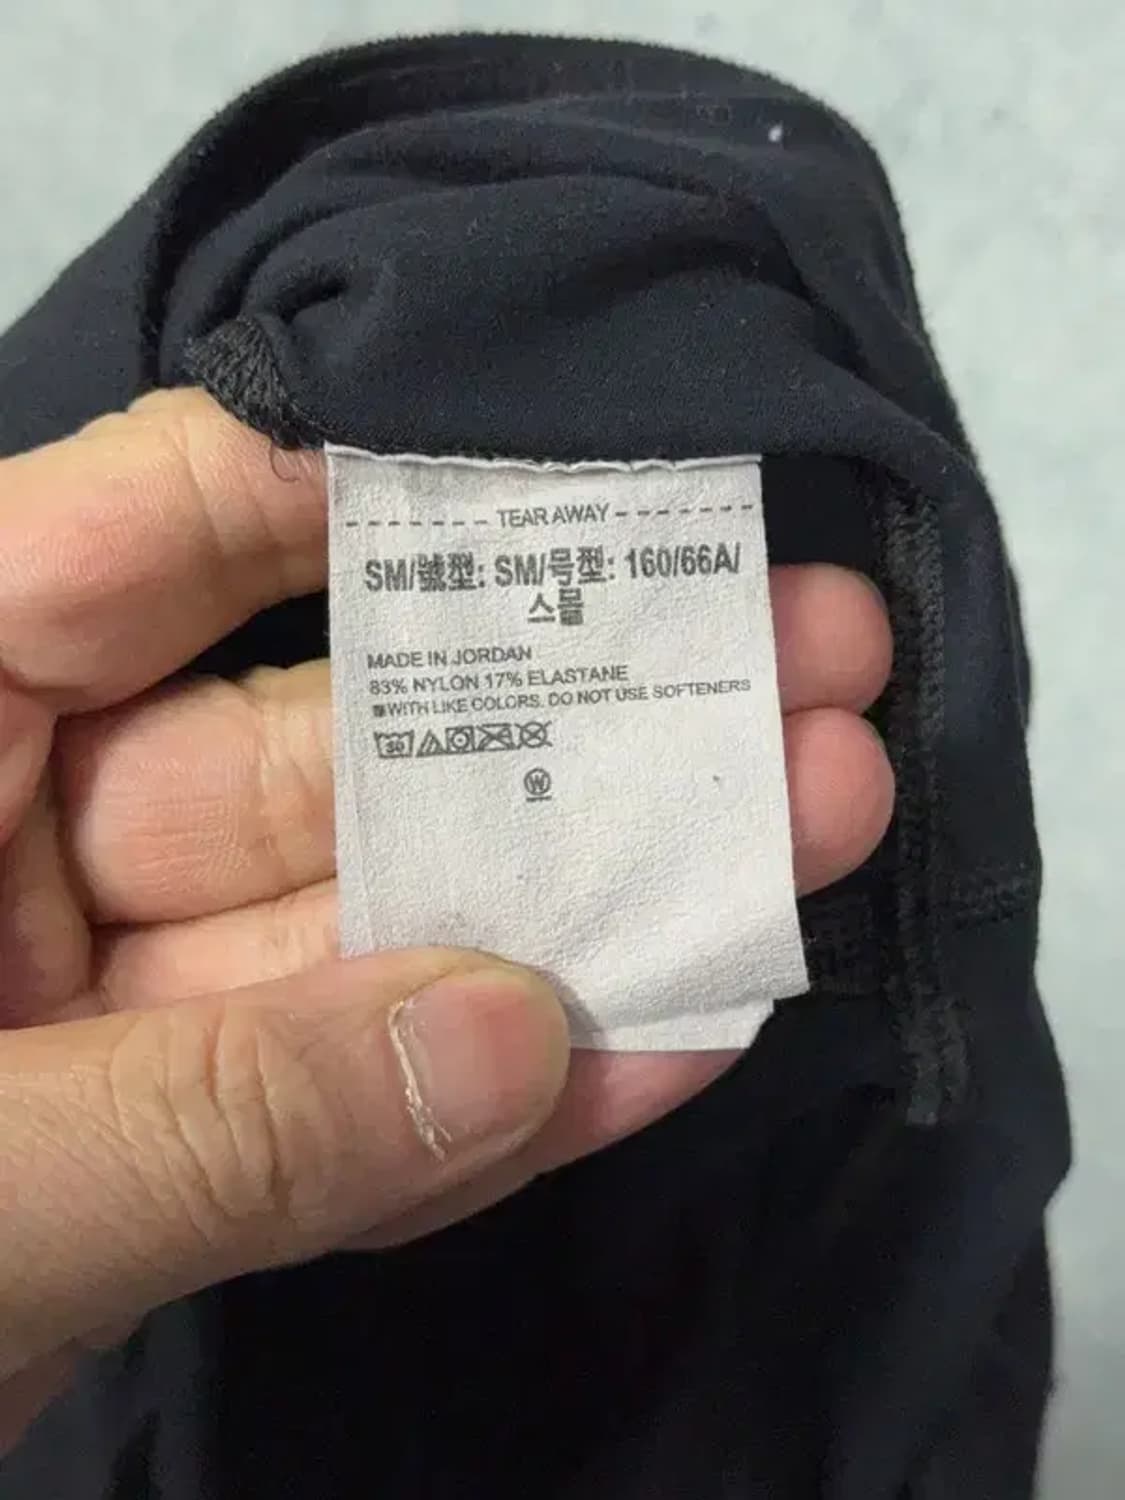 TEAR AWAY
SM/號型: SM/号型: 160/66A/
스몰
MADE IN JORDAN
83% NYLON 17% ELASTANE
WITH LIKE COLORS. DO NOT USE SOFTENERS
30
W